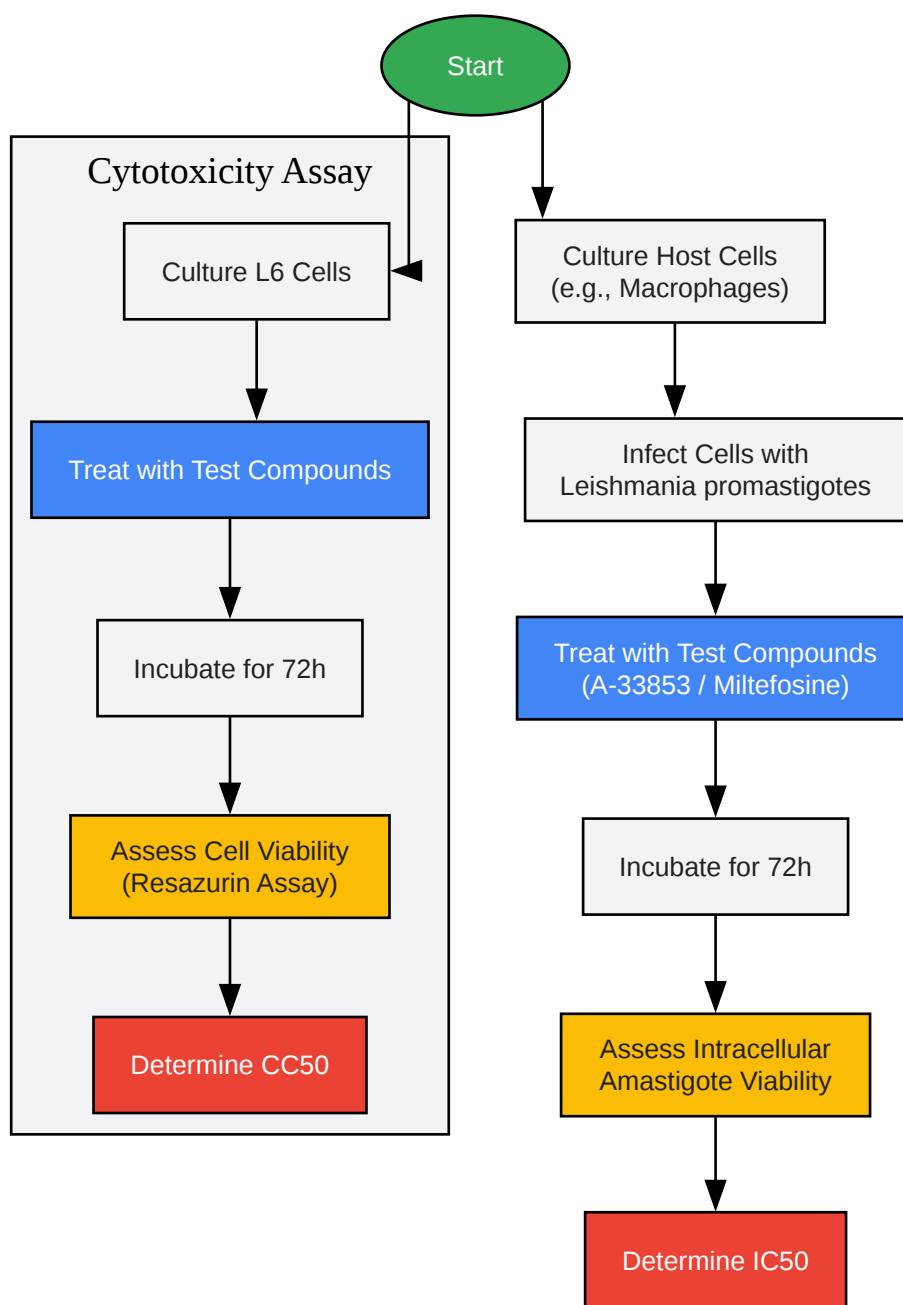 Start
Cytotoxicity Assay
Culture L6 Cells
Treat with Test Compounds
Incubate for 72h
Assess Cell Viability
(Resazurin Assay)
Determine CC50
Culture Host Cells
(e.g., Macrophages)
Infect Cells with
Leishmania promastigotes
Treat with Test Compounds
(A-33853 / Miltefosine)
Incubate for 72h
Assess Intracellular
Amastigote Viability
Determine IC50